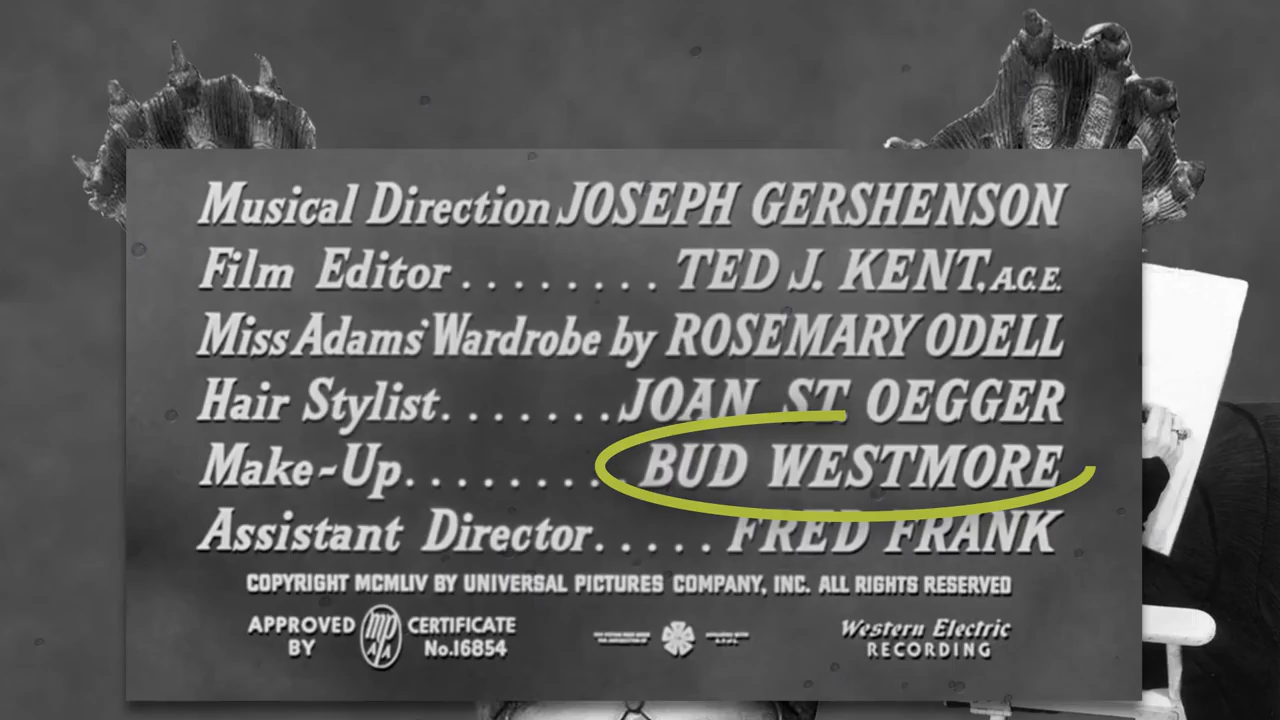 Musical Direction JOSEPH GERSHENSON
Film Editor ........ TED J. KENT, A.C.E.
Miss Adams' Wardrobe by ROSEMARY ODELL
Hair Stylist....... JOAN ST OEGGER
Make-Up......... BUD WESTMORE
Assistant Director..... FRED FRANK
COPYRIGHT MCMLIV BY UNIVERSAL PICTURES COMPANY, INC. ALL RIGHTS RESERVED
APPROVED BY MPAA CERTIFICATE No.16854
Western Electric RECORDING